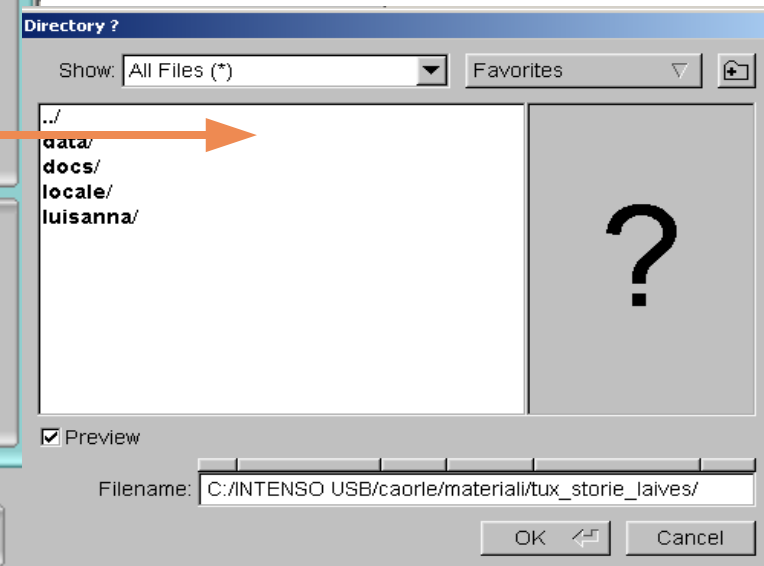 Directory ?
Show: All Files (*) Favorites
../
data/
docs/
locale/
luisanna/
?
Preview
Filename: C:/INTENSO USB/caorle/materiali/tux_storie_laives/
OK Cancel